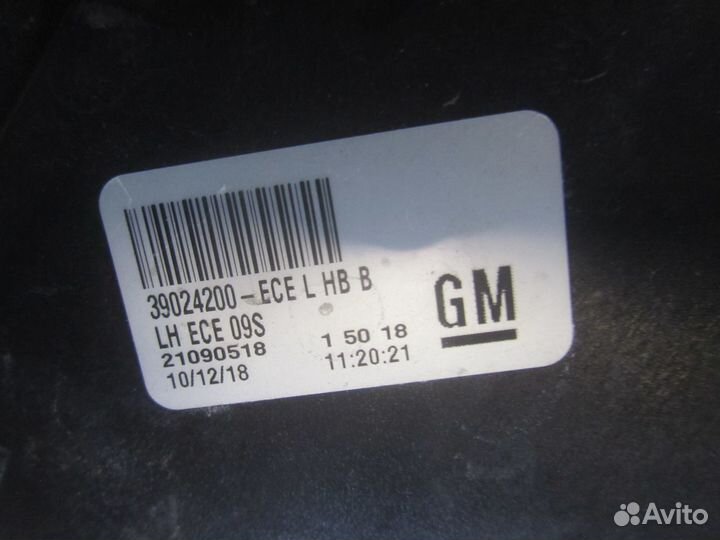 39024200-ECE L HB B
LH ECE 09S
21090518
1 50 18
10/12/18
11:20:21
GM
Avito